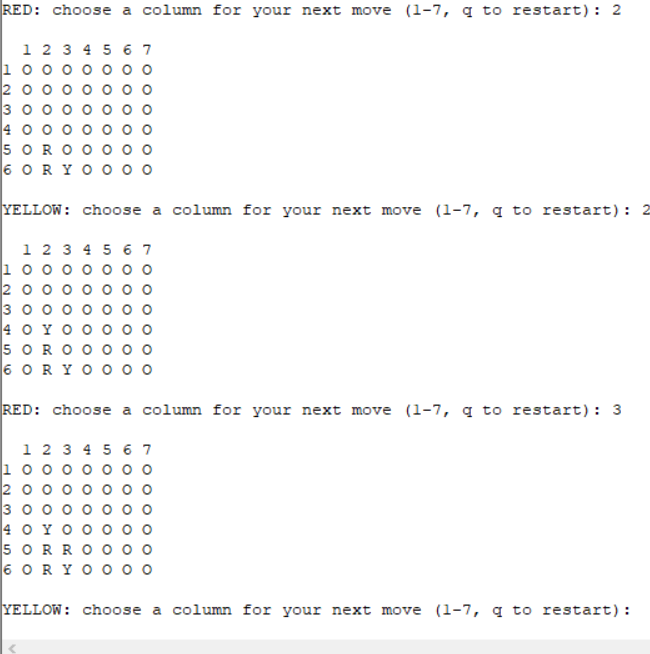 RED: choose a column for your next move (1-7, q to restart): 2
1 2 3 4 5 6 7
1 O O O O O O O
2 O O O O O O O
3 O O O O O O O
4 O O O O O O O
5 O R O O O O O
6 O R Y O O O O
YELLOW: choose a column for your next move (1-7, q to restart): 2
1 2 3 4 5 6 7
1 O O O O O O O
2 O O O O O O O
3 O O O O O O O
4 O Y O O O O O
5 O R O O O O O
6 O R Y O O O O
RED: choose a column for your next move (1-7, q to restart): 3
1 2 3 4 5 6 7
1 O O O O O O O
2 O O O O O O O
3 O O O O O O O
4 O Y O O O O O
5 O R R O O O O
6 O R Y O O O O
YELLOW: choose a column for your next move (1-7, q to restart):